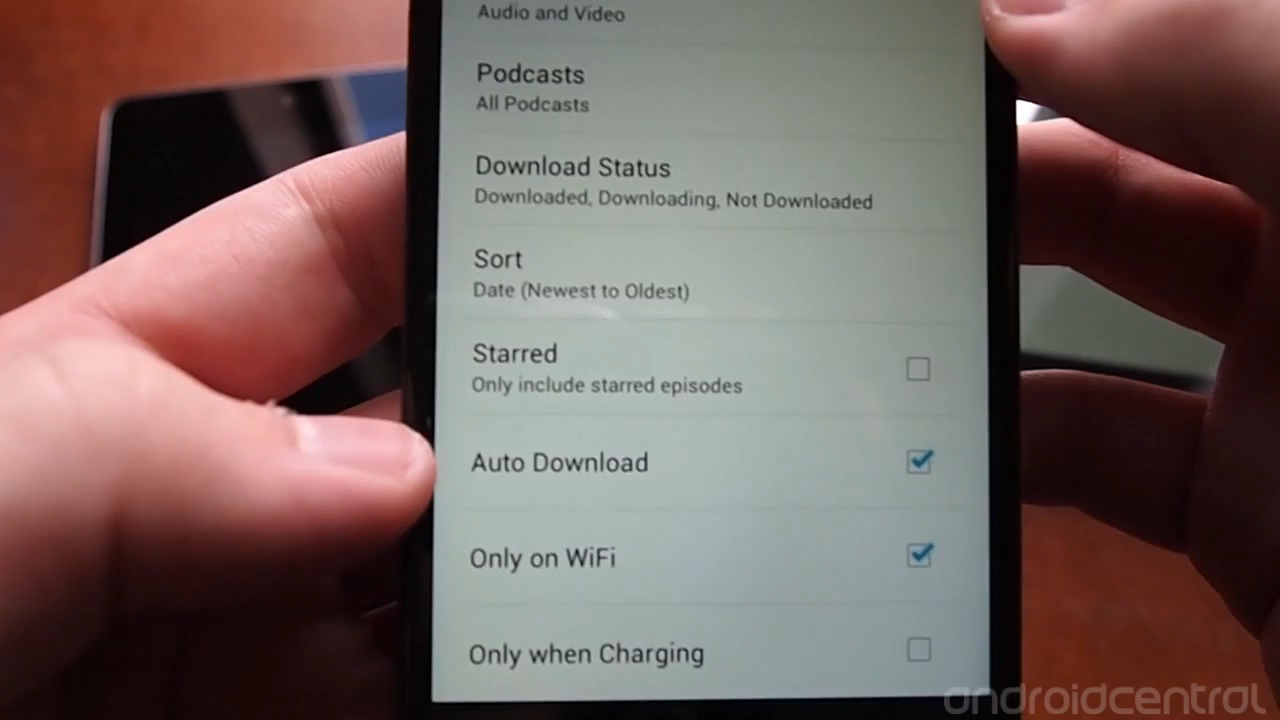 Audio and Video
Podcasts
All Podcasts
Download Status
Downloaded, Downloading, Not Downloaded
Sort
Date (Newest to Oldest)
Starred
Only include starred episodes
Auto Download
Only on WiFi
Only when Charging
androidcentral